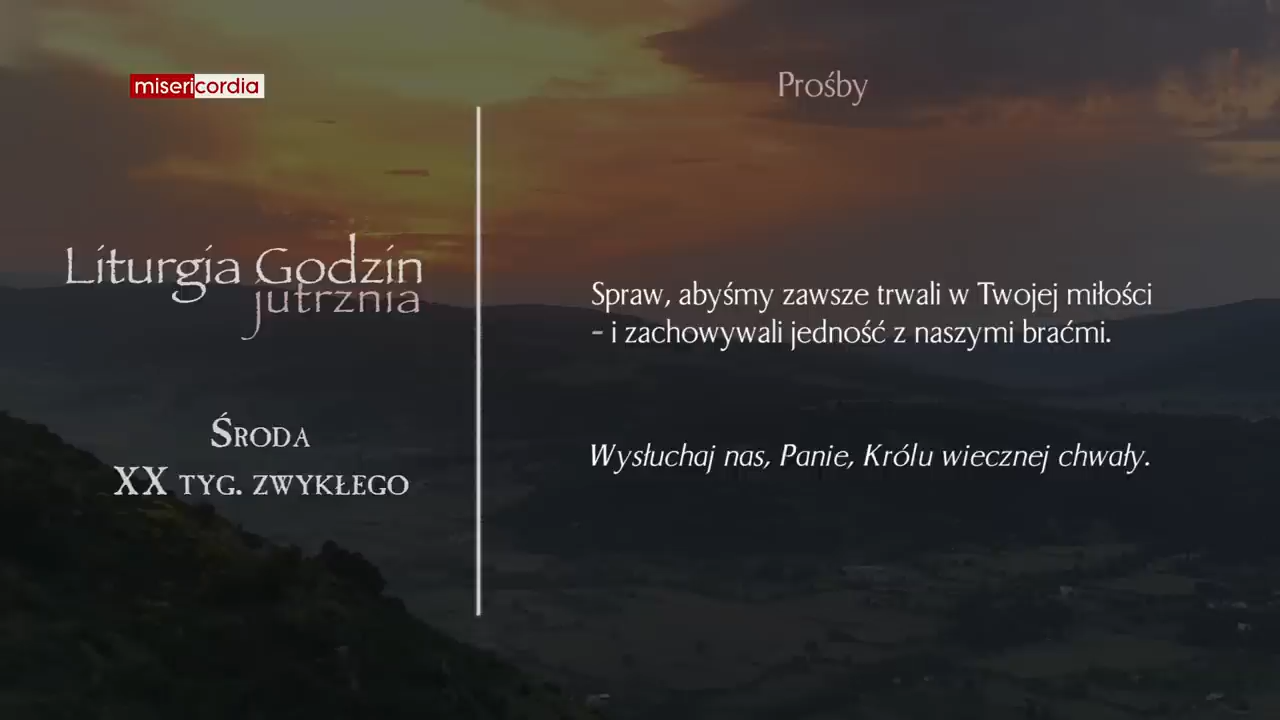 misericordia
Prośby
Liturgia Godzin
jutrznia
Środa
XX tyg. zwykłego
Spraw, abyśmy zawsze trwali w Twojej miłości
– i zachowywali jedność z naszymi braćmi.
Wysłuchaj nas, Panie, Królu wiecznej chwały.